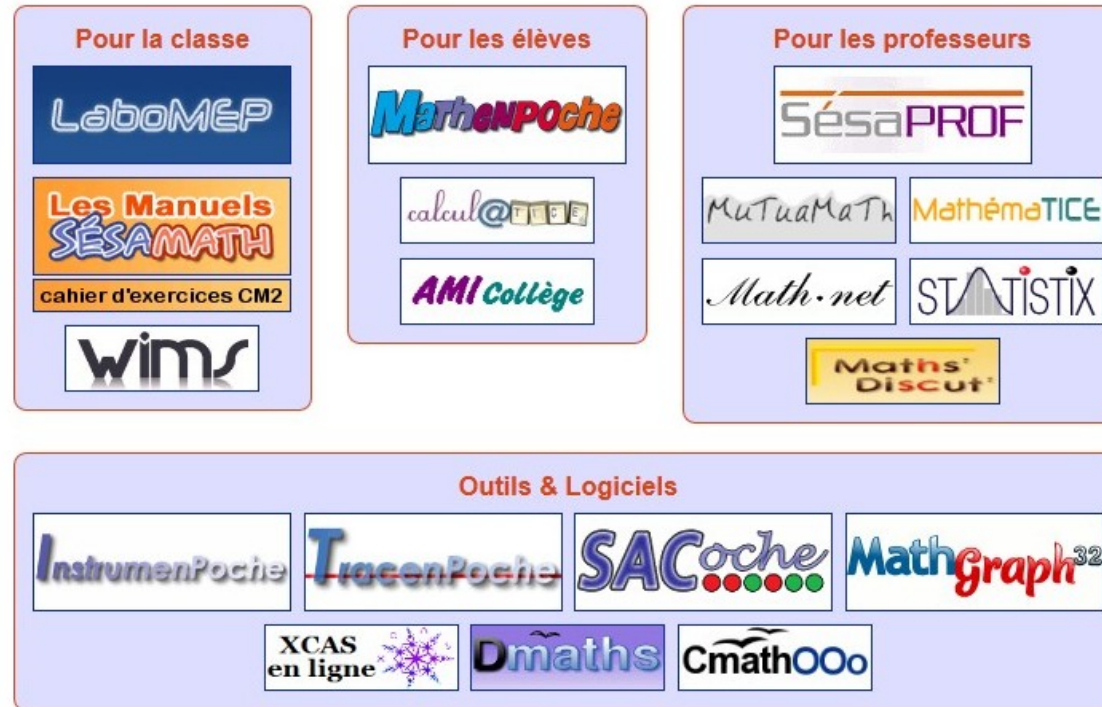 Pour la classe
LaboMEP
Les Manuels
SÉSAMATH
cahier d'exercices CM2
wims
Pour les élèves
MathenPoche
calcul@TICE
AMI Collège
Pour les professeurs
SésaPROF
MuTuaMaTh
MathémaTICE
Math.net
STATISTIX
Maths'
Discut'
Outils & Logiciels
InstrumenPoche
TracenPoche
SACoche
MathGraph32
XCAS
en ligne
Dmaths
CmathOOo